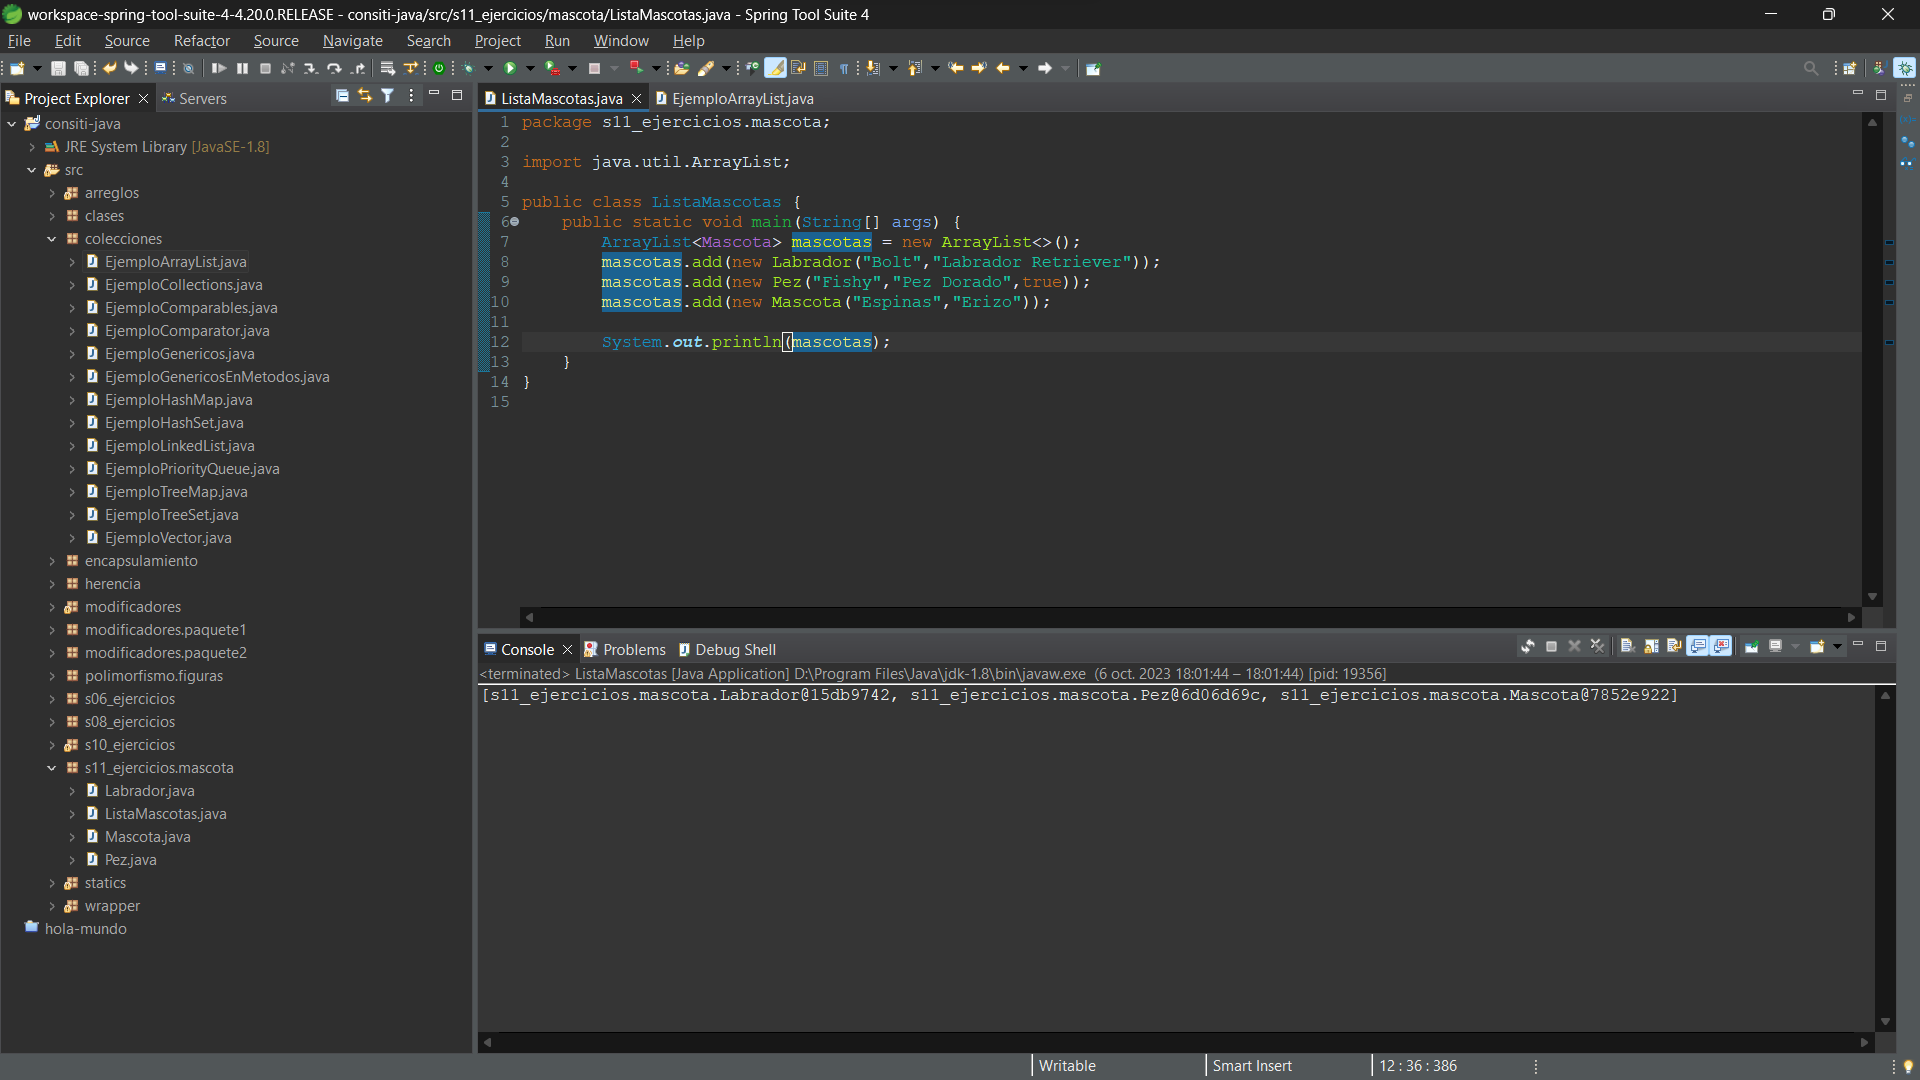 workspace-spring-tool-suite-4-4.20.0.RELEASE - consiti-java/src/s11_ejercicios/mascota/ListaMascotas.java - Spring Tool Suite 4
File Edit Source Refactor Source Navigate Search Project Run Window Help
Project Explorer Servers
consiti-java
JRE System Library [JavaSE-1.8]
src
arreglos
clases
colecciones
EjemploArrayList.java
EjemploCollections.java
EjemploComparables.java
EjemploComparator.java
EjemploGenericos.java
EjemploGenericosEnMetodos.java
EjemploHashMap.java
EjemploHashSet.java
EjemploLinkedList.java
EjemploPriorityQueue.java
EjemploTreeMap.java
EjemploTreeSet.java
EjemploVector.java
encapsulamiento
herencia
modificadores
modificadores.paquete1
modificadores.paquete2
polimorfismo.figuras
s06_ejercicios
s08_ejercicios
s10_ejercicios
s11_ejercicios.mascota
Labrador.java
ListaMascotas.java
Mascota.java
Pez.java
statics
wrapper
hola-mundo
ListaMascotas.java EjemploArrayList.java
1 package s11_ejercicios.mascota;
2
3 import java.util.ArrayList;
4
5 public class ListaMascotas {
6 public static void main(String[] args) {
7 ArrayList<Mascota> mascotas = new ArrayList<>();
8 mascotas.add(new Labrador("Bolt","Labrador Retriever"));
9 mascotas.add(new Pez("Fishy","Pez Dorado",true));
10 mascotas.add(new Mascota("Espinas","Erizo"));
11
12 System.out.println(mascotas);
13 }
14 }
15
Console Problems Debug Shell
<terminated> ListaMascotas [Java Application] D:\Program Files\Java\jdk-1.8\bin\javaw.exe (6 oct. 2023 18:01:44 – 18:01:44) [pid: 19356]
[s11_ejercicios.mascota.Labrador@15db9742, s11_ejercicios.mascota.Pez@6d06d69c, s11_ejercicios.mascota.Mascota@7852e922]
Writable Smart Insert 12 : 36 : 386